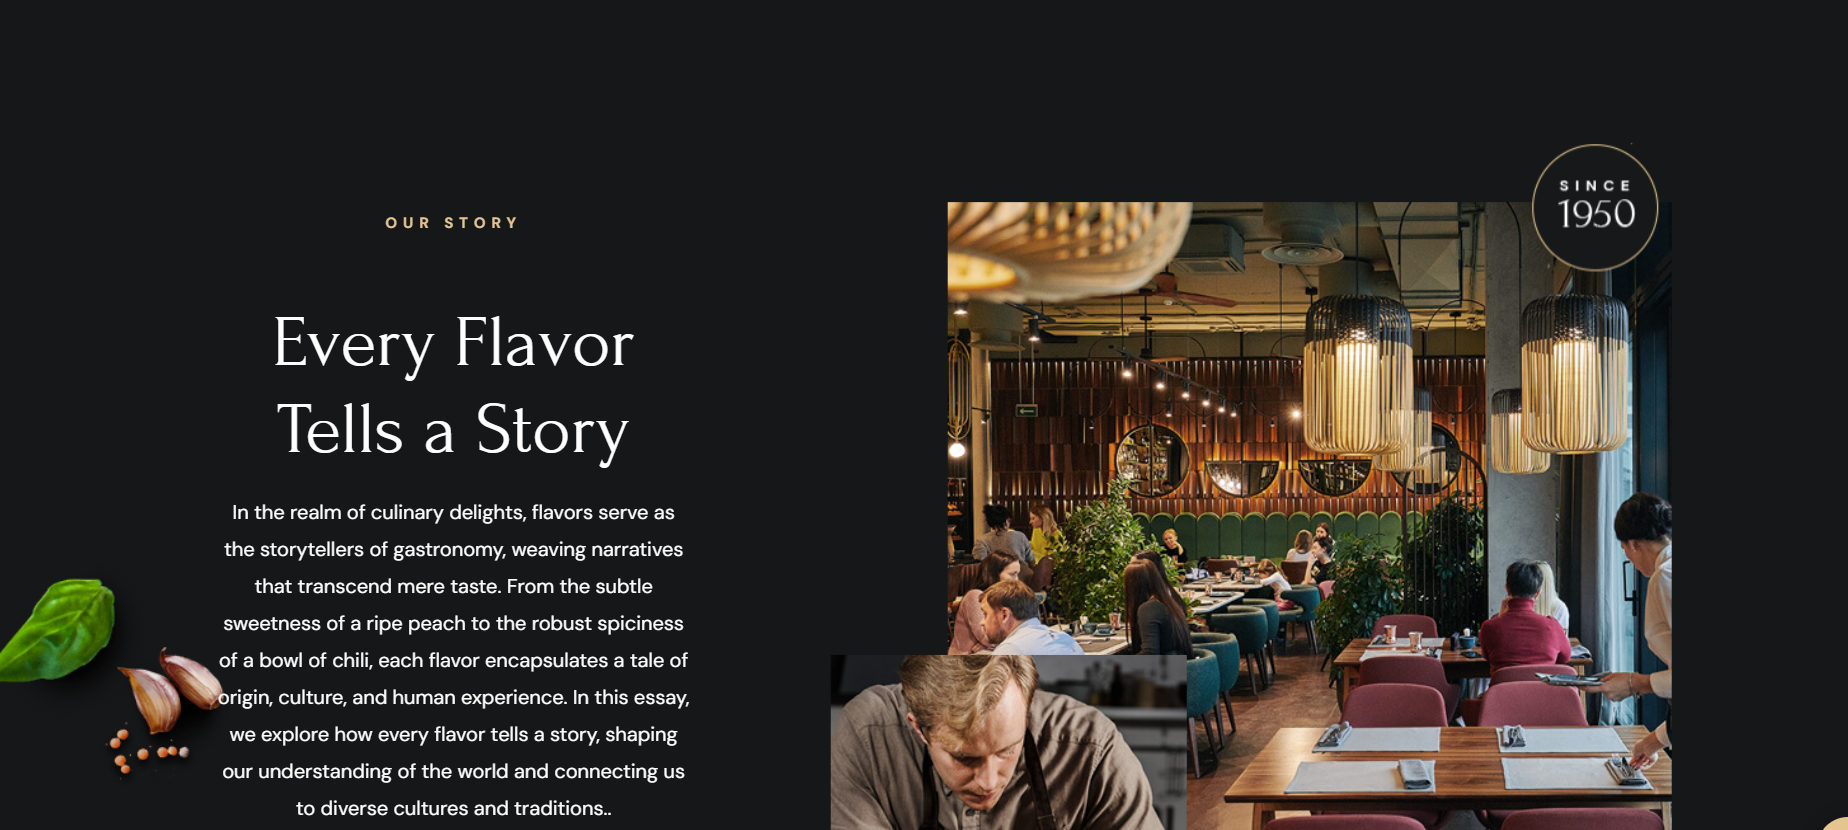 OUR STORY
Every Flavor
Tells a Story
In the realm of culinary delights, flavors serve as
the storytellers of gastronomy, weaving narratives
that transcend mere taste. From the subtle
sweetness of a ripe peach to the robust spiciness
of a bowl of chili, each flavor encapsulates a tale of
origin, culture, and human experience. In this essay,
we explore how every flavor tells a story, shaping
our understanding of the world and connecting us
to diverse cultures and traditions..
SINCE
1950